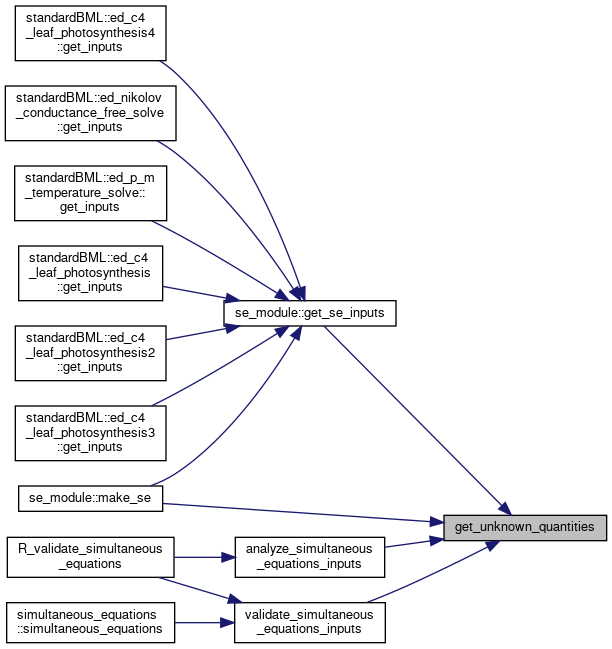 standardBML::ed_c4
_leaf_photosynthesis4
::get_inputs
standardBML::ed_nikolov
_conductance_free_solve
::get_inputs
standardBML::ed_p_m
_temperature_solve::
get_inputs
standardBML::ed_c4
_leaf_photosynthesis
::get_inputs
se_module::get_se_inputs
standardBML::ed_c4
_leaf_photosynthesis2
::get_inputs
standardBML::ed_c4
_leaf_photosynthesis3
::get_inputs
se_module::make_se
get_unknown_quantities
R_validate_simultaneous
_equations
analyze_simultaneous
_equations_inputs
simultaneous_equations
::simultaneous_equations
validate_simultaneous
_equations_inputs